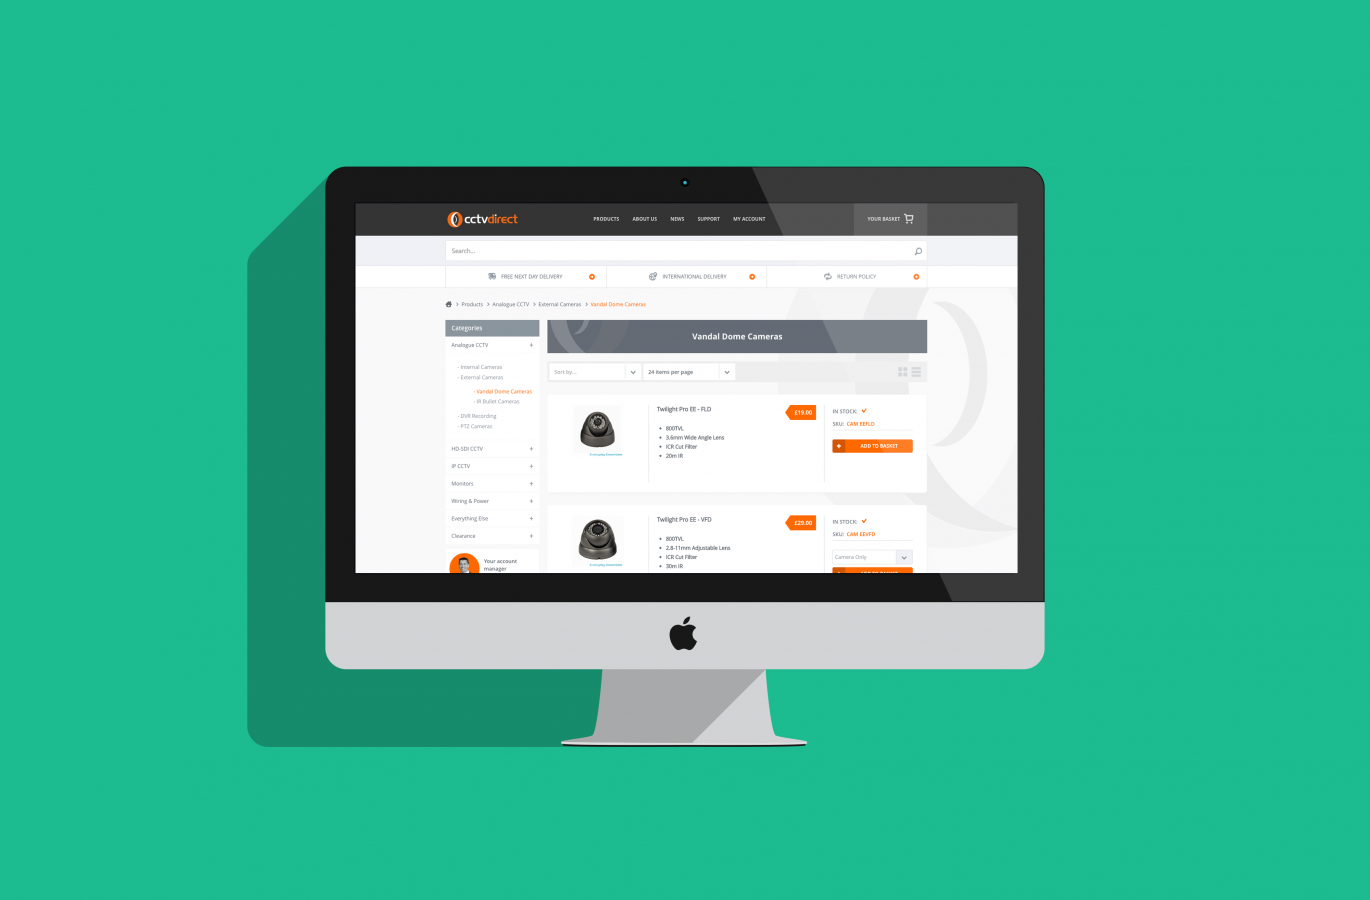 cctvdirect
PRODUCTS ABOUT US NEWS SUPPORT MY ACCOUNT YOUR BASKET
Search...
FREE NEXT DAY DELIVERY INTERNATIONAL DELIVERY RETURN POLICY
> Products > Analogue CCTV > External Cameras > Vandal Dome Cameras
Categories
Analogue CCTV +
- Internal Cameras
- External Cameras
- Vandal Dome Cameras
- IR Bullet Cameras
- DVR Recording
- PTZ Cameras
HD-SDI CCTV +
IP CCTV +
Monitors +
Wiring & Power +
Everything Else +
Clearance +
Your account
manager
Vandal Dome Cameras
Sort by... 24 items per page
Twilight Pro EE - FLD
• 800TVL
• 3.6mm Wide Angle Lens
• ICR Cut Filter
• 20m IR
£19.00
IN STOCK:
SKU: CAM EEFLD
ADD TO BASKET
Twilight Pro EE - VFD
• 800TVL
• 2.8-11mm Adjustable Lens
• ICR Cut Filter
• 30m IR
£29.00
IN STOCK:
SKU: CAM EEVFD
Camera Only